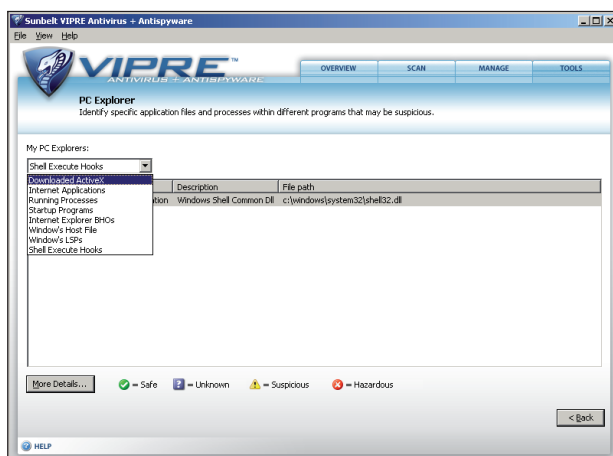 Sunbelt VIPRE Antivirus + Antispyware
File View Help
VIPRE™
ANTIVIRUS + ANTISPYWARE
OVERVIEW SCAN MANAGE TOOLS
PC Explorer
Identify specific application files and processes within different programs that may be suspicious.
My PC Explorers:
Shell Execute Hooks
Downloaded ActiveX
Internet Applications
Running Processes
Startup Programs
Internet Explorer BHOs
Window's Host File
Window's LSPs
Shell Execute Hooks
Description File path
Windows Shell Common Dll c:\windows\system32\shell32.dll
More Details... = Safe = Unknown = Suspicious = Hazardous
< Back
HELP